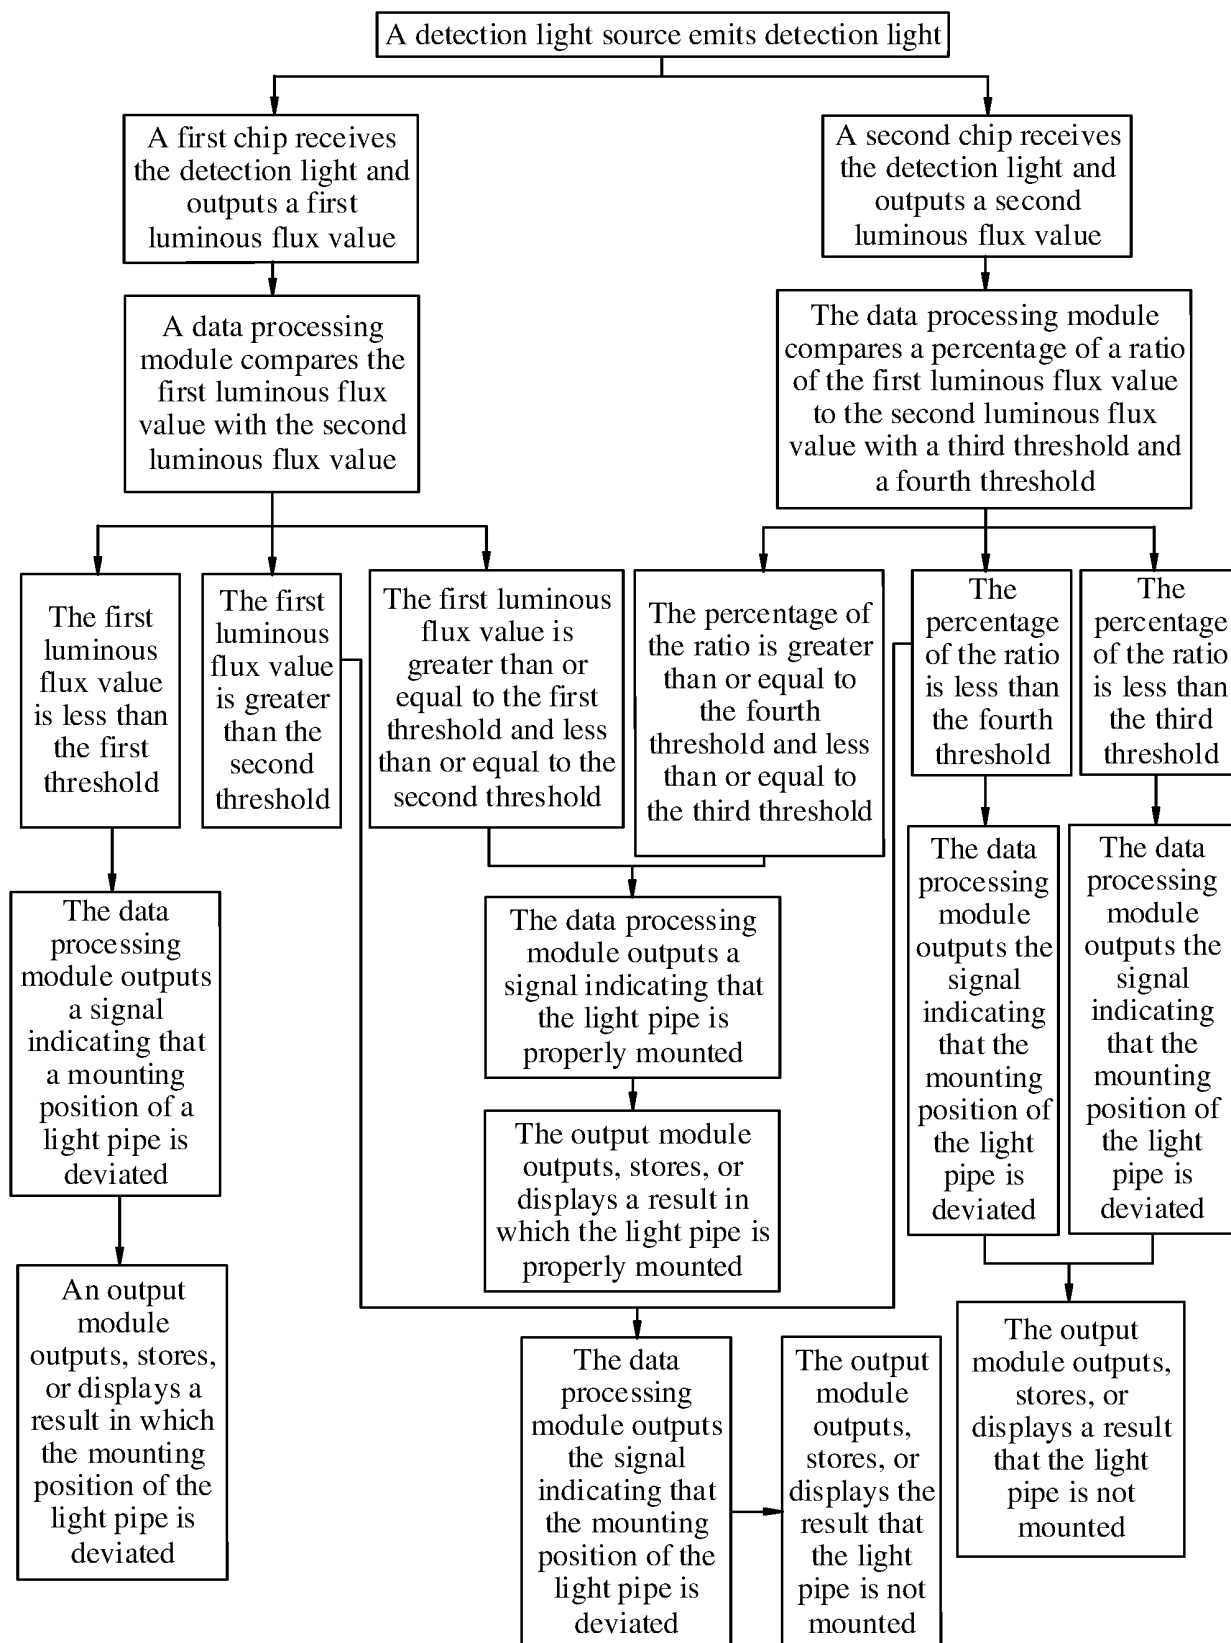 A detection light source emits detection light
A first chip receives
the detection light and
outputs a first
luminous flux value
A second chip receives
the detection light and
outputs a second
luminous flux value
A data processing
module compares the
first luminous flux
value with the second
luminous flux value
The data processing module
compares a percentage of a ratio
of the first luminous flux value
to the second luminous flux
value with a third threshold and
a fourth threshold
The first
luminous
flux value
is less than
the first
threshold
The first
luminous
flux value
is greater
than the
second
threshold
The first luminous
flux value is
greater than or
equal to the first
threshold and less
than or equal to the
second threshold
The percentage of
the ratio is greater
than or equal to
the fourth
threshold and less
than or equal to
the third threshold
The
percentage
of the ratio
is less than
the fourth
threshold
The
percentage
of the ratio
is less than
the third
threshold
The data
processing
module outputs
a signal
indicating that
a mounting
position of a
light pipe is
deviated
The data processing
module outputs a
signal indicating that
the light pipe is
properly mounted
The data
processing
module
outputs the
signal
indicating
that the
mounting
position of
the light
pipe is
deviated
The data
processing
module
outputs the
signal
indicating
that the
mounting
position of
the light
pipe is
deviated
The output module
outputs, stores, or
displays a result in
which the light pipe is
properly mounted
An output
module
outputs, stores,
or displays a
result in which
the mounting
position of the
light pipe is
deviated
The data
processing
module outputs
the signal
indicating that
the mounting
position of the
light pipe is
deviated
The output
module
outputs,
stores, or
displays the
result that
the light
pipe is not
mounted
The output
module outputs,
stores, or
displays a result
that the light
pipe is not
mounted